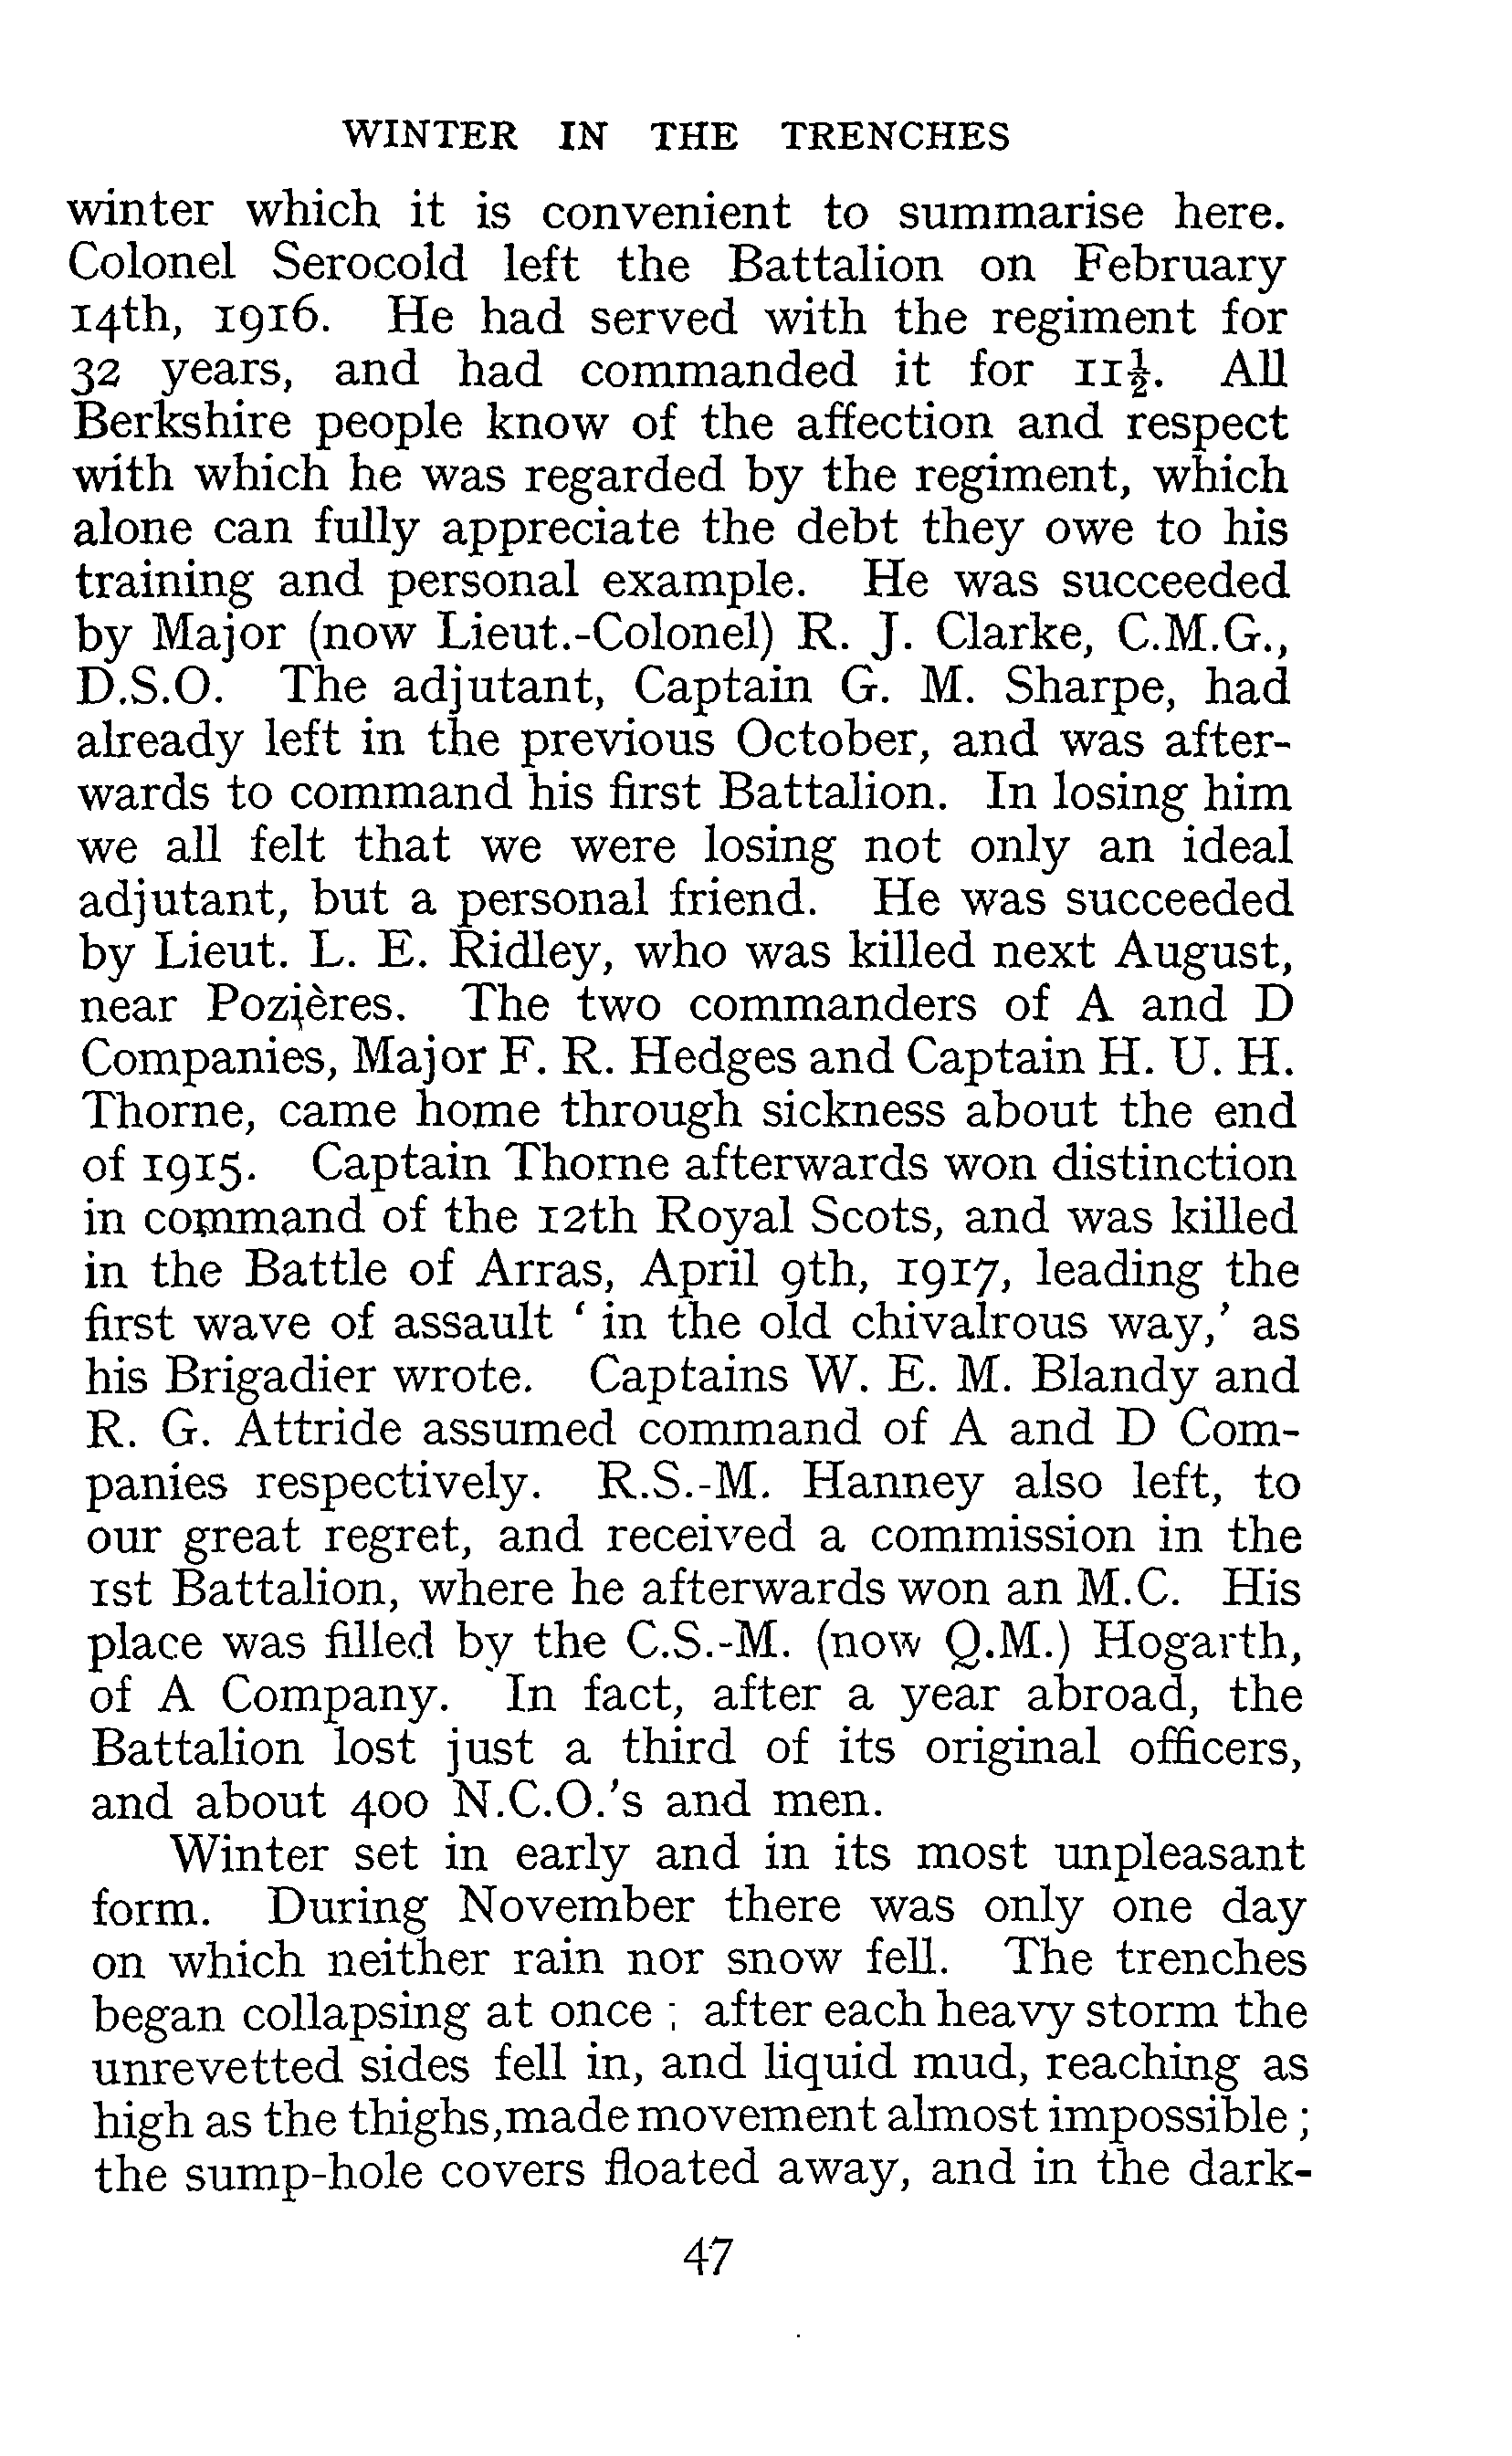 WINTER IN THE TRENCHES
winter which it is convenient to summarise here.
Colonel Serocold left the Battalion on February
14th, 1916. He had served with the regiment for
32 years, and had commanded it for 11½. All
Berkshire people know of the affection and respect
with which he was regarded by the regiment, which
alone can fully appreciate the debt they owe to his
training and personal example. He was succeeded
by Major (now Lieut.-Colonel) R. J. Clarke, C.M.G.,
D.S.O. The adjutant, Captain G. M. Sharpe, had
already left in the previous October, and was after-
wards to command his first Battalion. In losing him
we all felt that we were losing not only an ideal
adjutant, but a personal friend. He was succeeded
by Lieut. L. E. Ridley, who was killed next August,
near Pozières. The two commanders of A and D
Companies, Major F. R. Hedges and Captain H. U. H.
Thorne, came home through sickness about the end
of 1915. Captain Thorne afterwards won distinction
in command of the 12th Royal Scots, and was killed
in the Battle of Arras, April 9th, 1917, leading the
first wave of assault ‘ in the old chivalrous way,’ as
his Brigadier wrote. Captains W. E. M. Blandy and
R. G. Attride assumed command of A and D Com-
panies respectively. R.S.-M. Hanney also left, to
our great regret, and received a commission in the
1st Battalion, where he afterwards won an M.C. His
place was filled by the C.S.-M. (now Q.M.) Hogarth,
of A Company. In fact, after a year abroad, the
Battalion lost just a third of its original officers,
and about 400 N.C.O.’s and men.
Winter set in early and in its most unpleasant
form. During November there was only one day
on which neither rain nor snow fell. The trenches
began collapsing at once ; after each heavy storm the
unrevetted sides fell in, and liquid mud, reaching as
high as the thighs,made movement almost impossible ;
the sump-hole covers floated away, and in the dark-
47